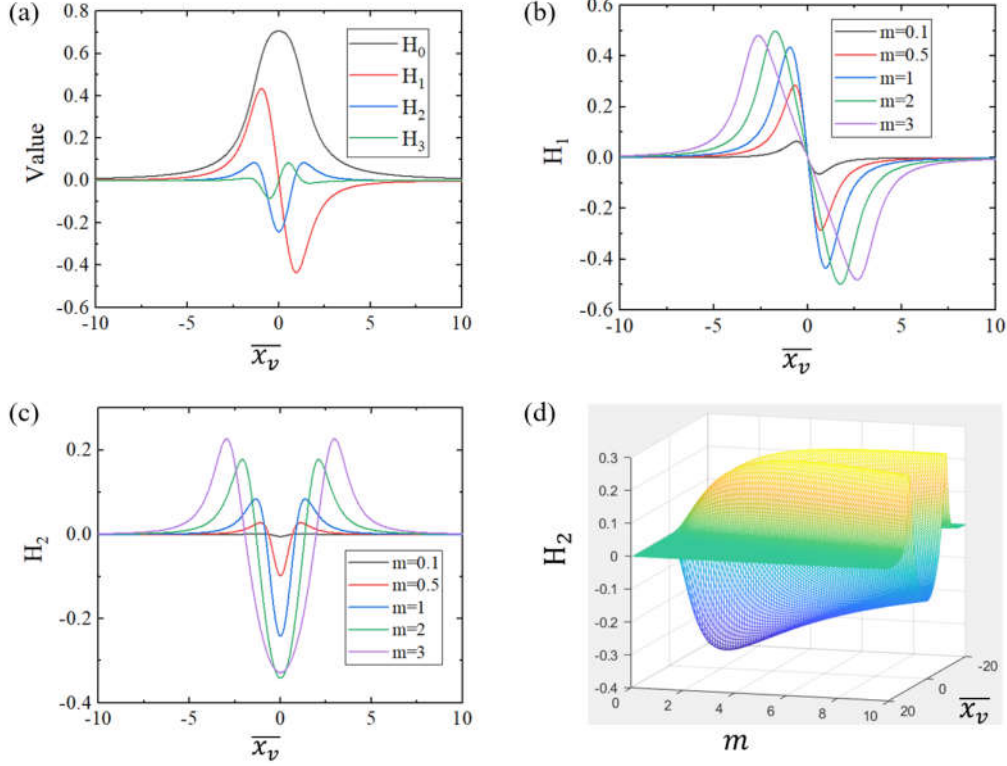 (a)
0.8
0.6
0.4
0.2
0.0
-0.2
-0.4
-0.6
Value
H₀
H₁
H₂
H₃
-10
-5
0
5
10
x̅ᵥ
(b)
0.6
0.4
0.2
0.0
-0.2
-0.4
-0.6
H₁
m=0.1
m=0.5
m=1
m=2
m=3
-10
-5
0
5
10
x̅ᵥ
(c)
0.2
0.0
-0.2
-0.4
H₂
m=0.1
m=0.5
m=1
m=2
m=3
-10
-5
0
5
10
x̅ᵥ
(d)
0.3
0.2
0.1
0
-0.1
-0.2
-0.3
-0.4
H₂
0
2
4
6
8
10
m
20
0
-20
x̅ᵥ